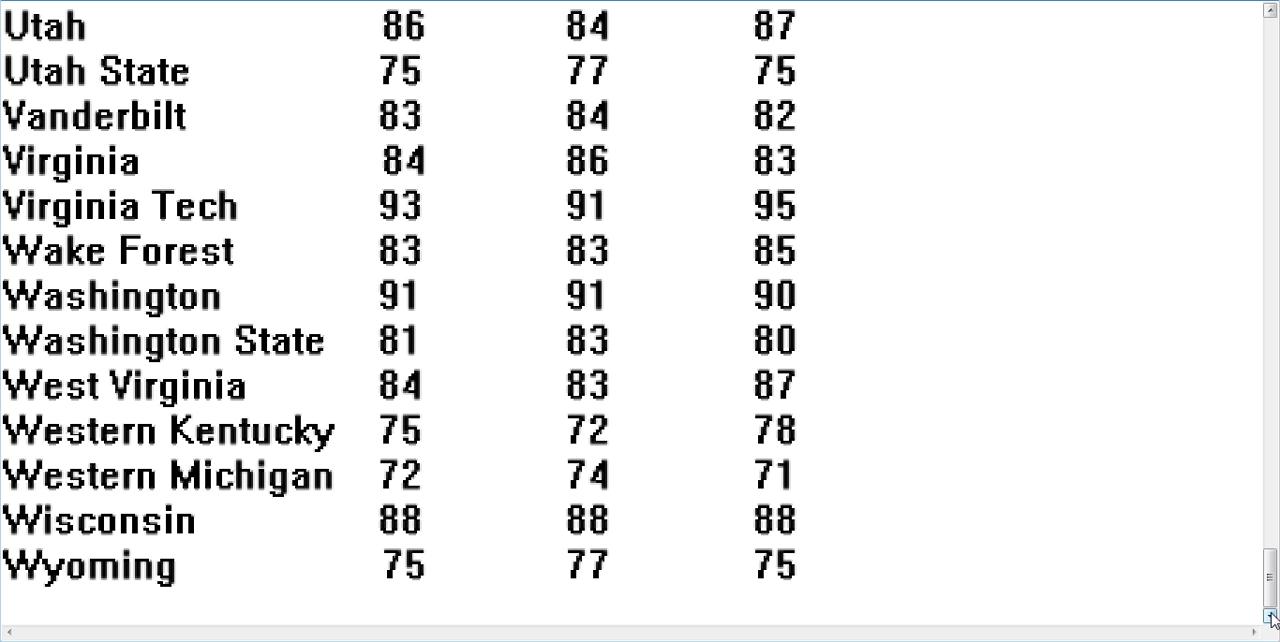 Utah 86 84 87
Utah State 75 77 75
Vanderbilt 83 84 82
Virginia 84 86 83
Virginia Tech 93 91 95
Wake Forest 83 83 85
Washington 91 91 90
Washington State 81 83 80
West Virginia 84 83 87
Western Kentucky 75 72 78
Western Michigan 72 74 71
Wisconsin 88 88 88
Wyoming 75 77 75